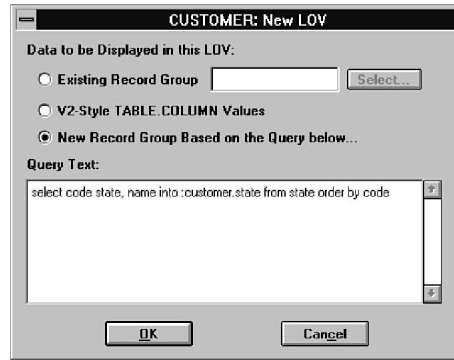 CUSTOMER: New LOV
Data to be Displayed in this LOV:
Existing Record Group
Select...
V2-Style TABLE.COLUMN Values
New Record Group Based on the Query below...
Query Text:
select code state, name into :customer.state from state order by code
OK
Cancel